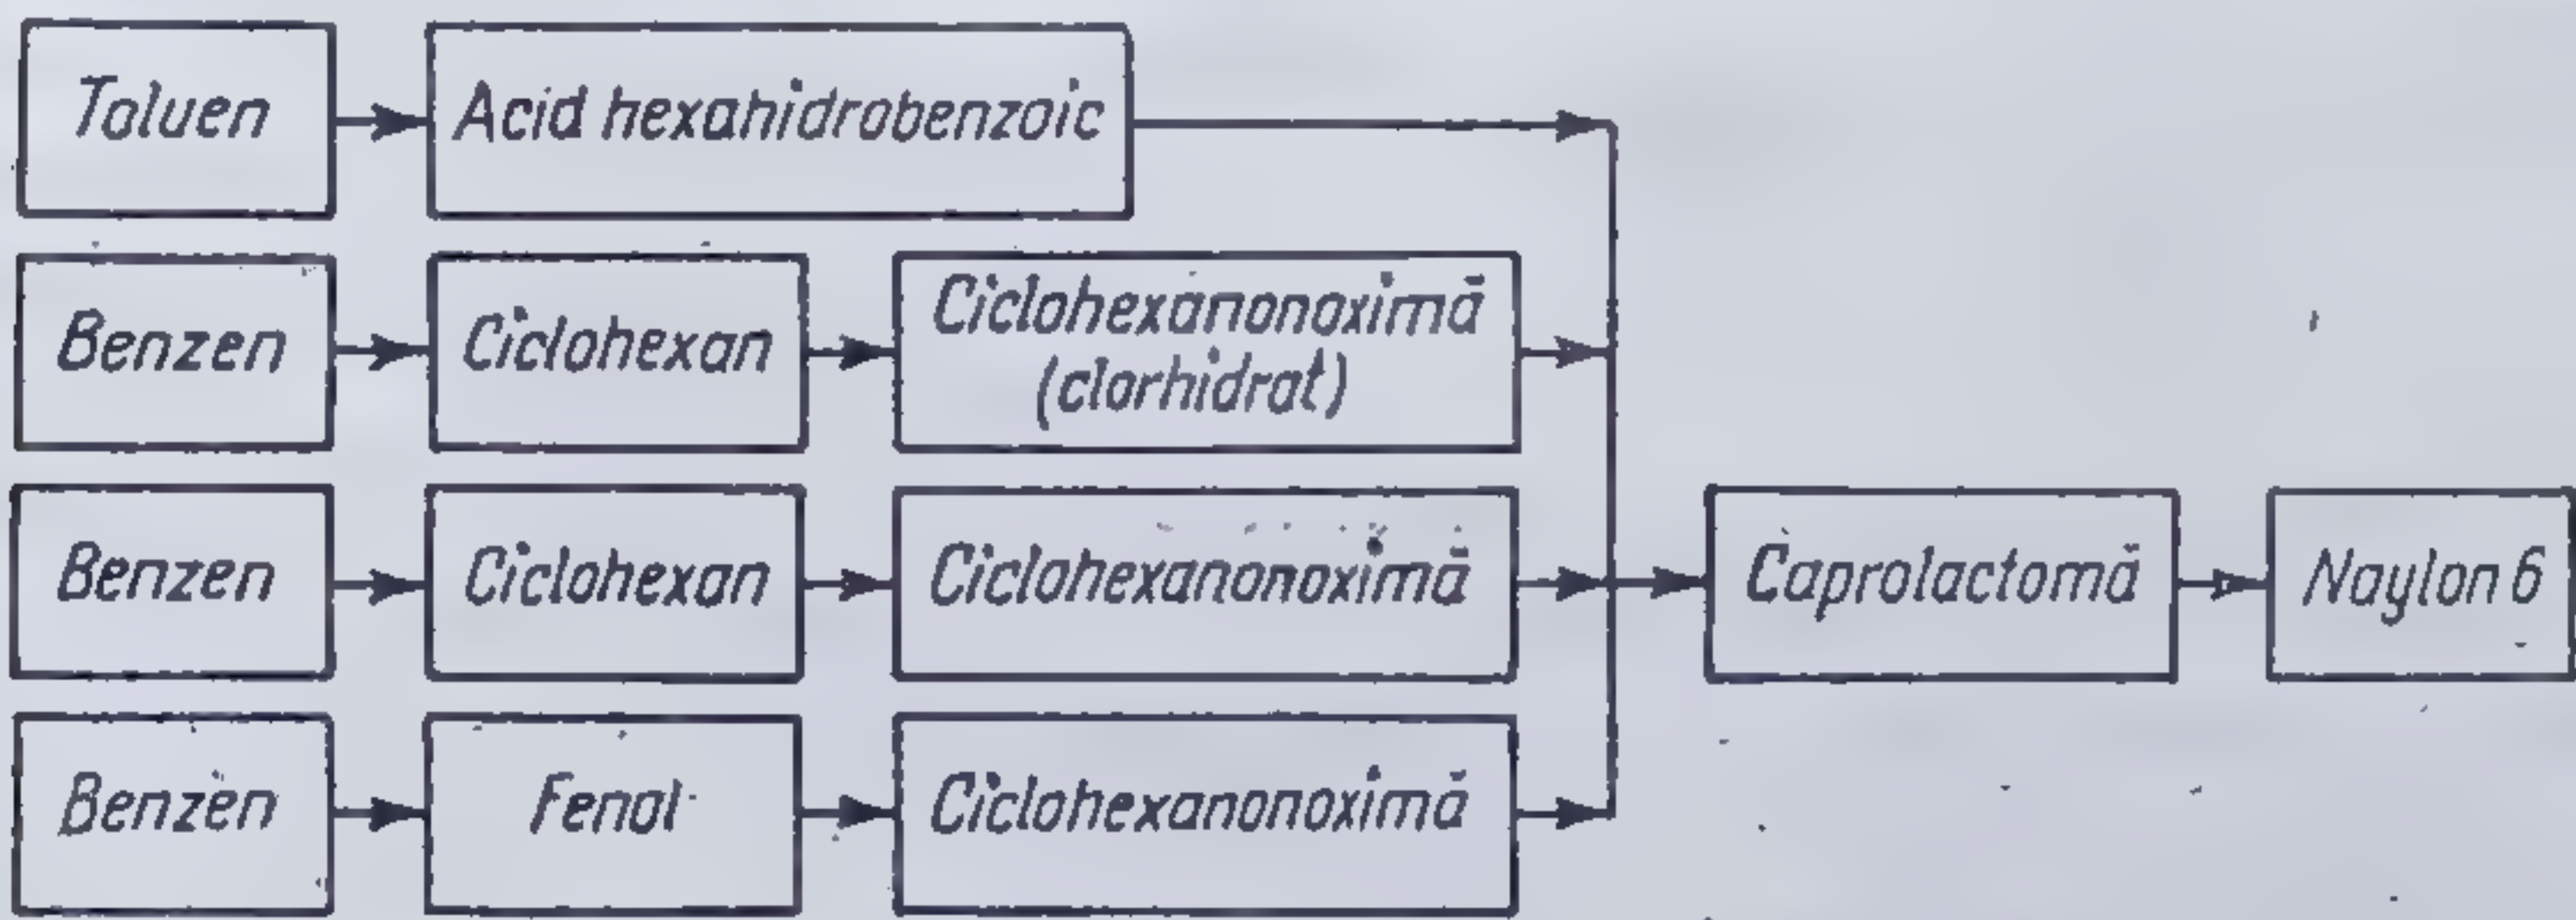 Toluen
Acid hexahidrobenzoic
Benzen
Ciclohexan
Ciclohexanonoximă
(clorhidrat)
Benzen
Ciclohexan
Ciclohexanonoximă
Caprolactomă
Naylon 6
Benzen
Fenol
Ciclohexanonoximă